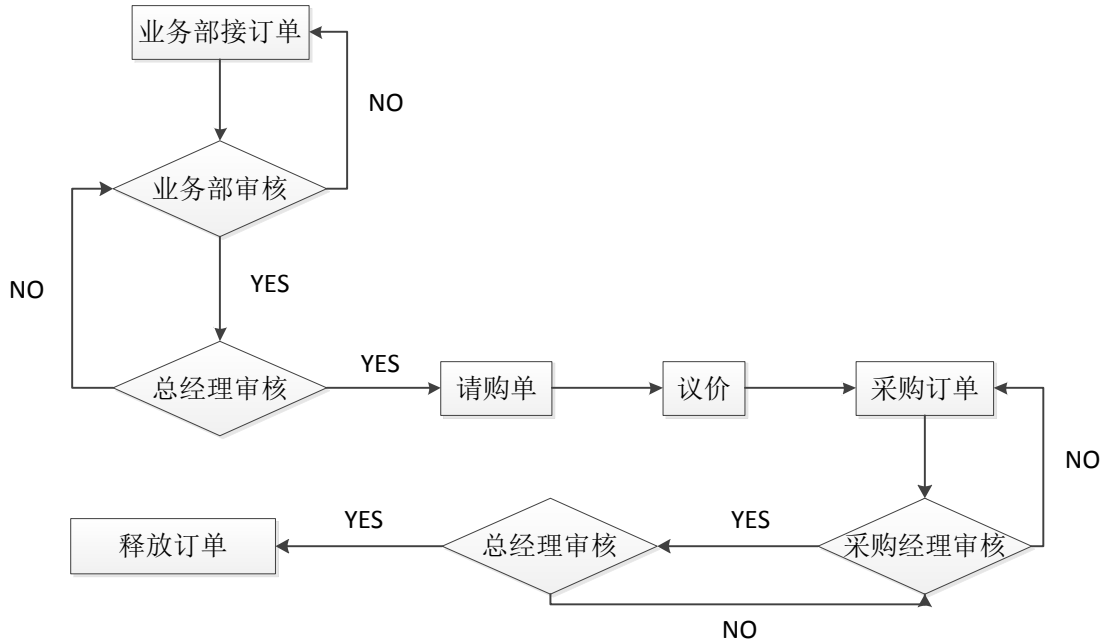 业务部接订单
NO
业务部审核
NO
YES
总经理审核
YES
请购单
议价
采购订单
NO
释放订单
YES
总经理审核
YES
采购经理审核
NO